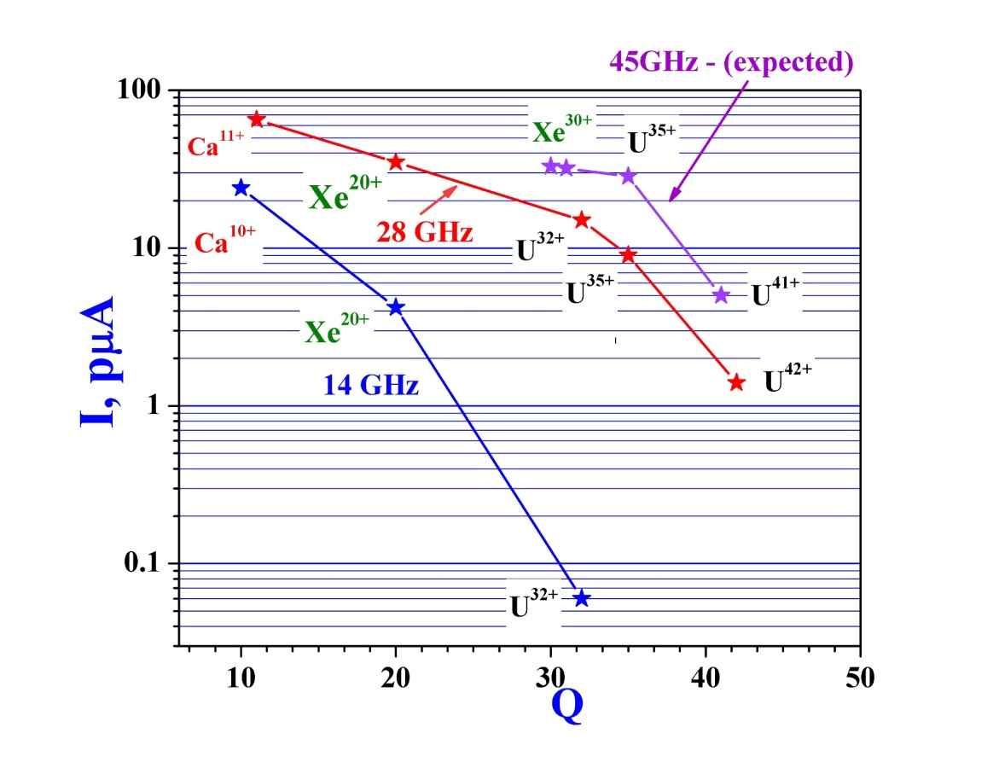 45GHz - (expected)
100
Xe30+
U35+
Ca11+
Xe20+
28 GHz
Ca10+
U32+
10
U35+
U41+
Xe20+
I, pμA
14 GHz
U42+
1
0.1
U32+
10 20 30 40 50
Q